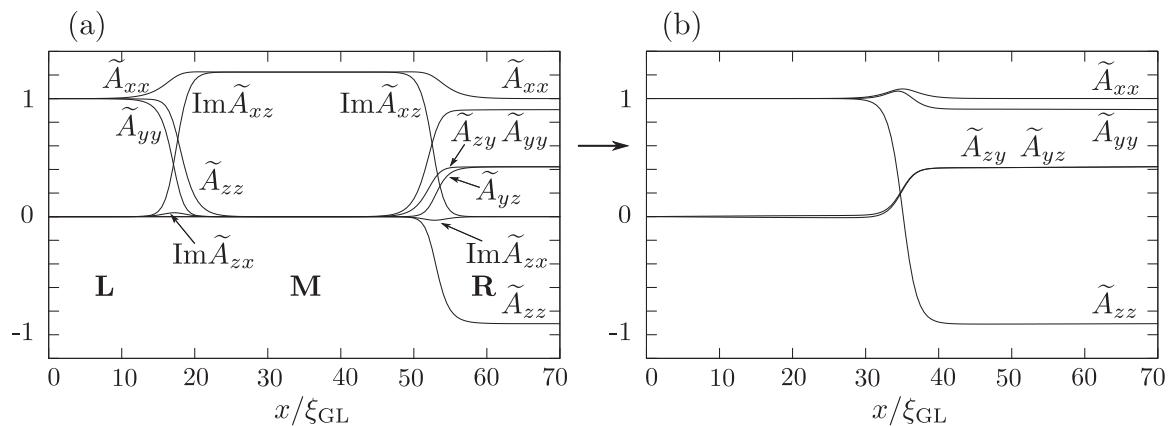 (a)
(b)
Ã_xx Ã_xx Ã_xx
1 ImÃ_xz ImÃ_xz 1
Ã_yy Ã_zy Ã_yy Ã_yy
Ã_zz Ã_yz Ã_zy Ã_yz
0 0
ImÃ_zx ImÃ_zx
L M R
Ã_zz Ã_zz
-1 -1
0 10 20 30 40 50 60 70
0 10 20 30 40 50 60 70
x/ξ_GL
x/ξ_GL